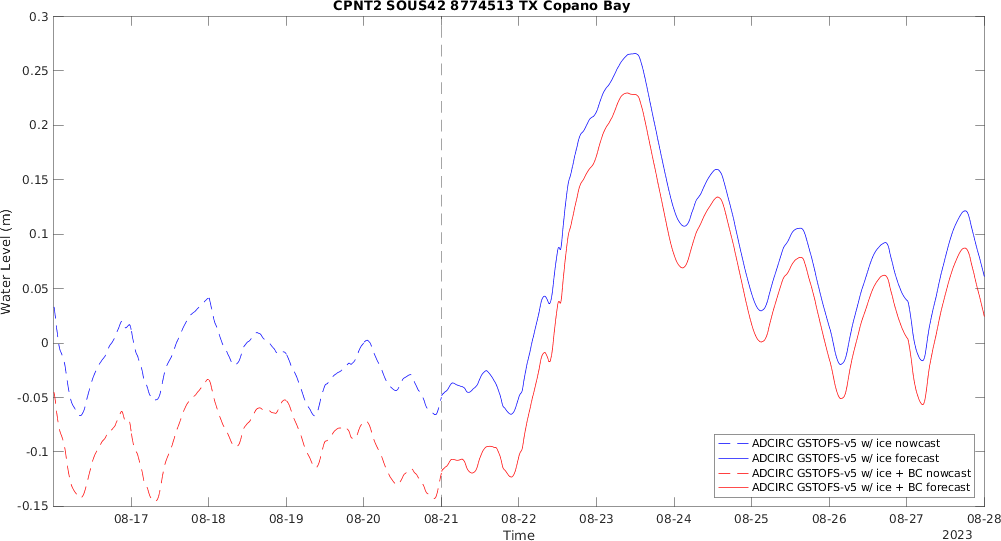 CPNT2 SOUS42 8774513 TX Copano Bay
0.3
0.25
0.2
0.15
0.1
0.05
0
-0.05
-0.1
-0.15
Water Level (m)
ADCIRC GSTOFS-v5 w/ ice nowcast
ADCIRC GSTOFS-v5 w/ ice forecast
ADCIRC GSTOFS-v5 w/ ice + BC nowcast
ADCIRC GSTOFS-v5 w/ ice + BC forecast
08-17 08-18 08-19 08-20 08-21 08-22 08-23 08-24 08-25 08-26 08-27 08-28
Time
2023